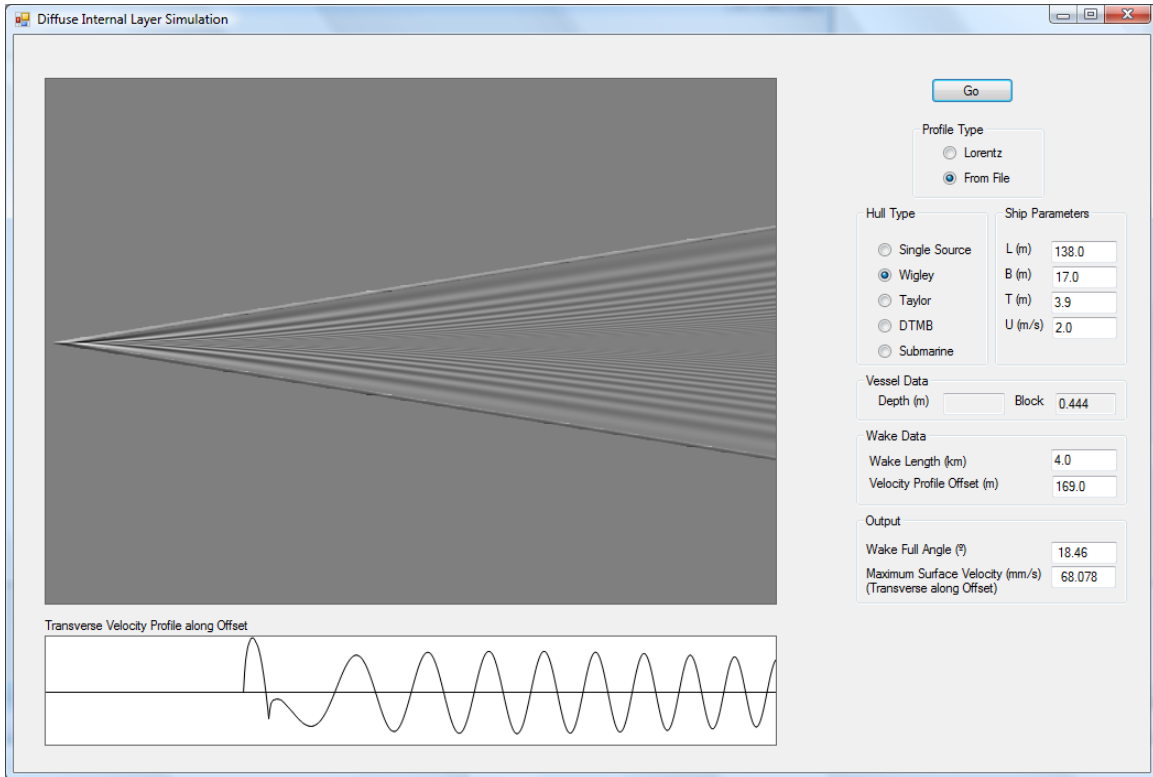 Diffuse Internal Layer Simulation
Go
Profile Type
Lorentz
From File
Hull Type
Single Source
Wigley
Taylor
DTMB
Submarine
Ship Parameters
L (m) 138.0
B (m) 17.0
T (m) 3.9
U (m/s) 2.0
Vessel Data
Depth (m) Block 0.444
Wake Data
Wake Length (km) 4.0
Velocity Profile Offset (m) 169.0
Output
Wake Full Angle (º) 18.46
Maximum Surface Velocity (mm/s) 68.078
(Transverse along Offset)
Transverse Velocity Profile along Offset